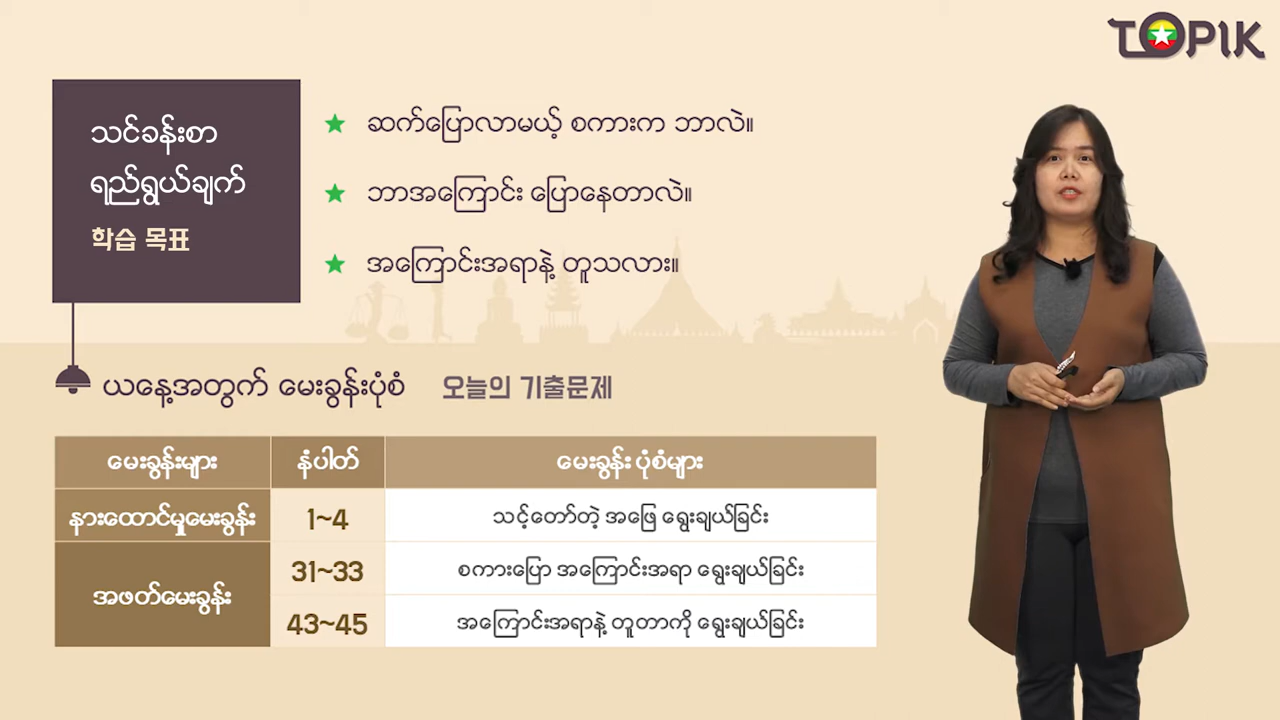 TOPIK
သင်ခန်းစာ
ရည်ရွယ်ချက်
학습 목표
ဆက်ပြောလာမယ့် စကားက ဘာလဲ။
ဘာအကြောင်း ပြောနေတာလဲ။
အကြောင်းအရာနဲ့ တူသလား။
ယနေ့အတွက် မေးခွန်းပုံစံ 오늘의 기출문제
မေးခွန်းများ နံပါတ် မေးခွန်း ပုံစံများ
နားထောင်မှုမေးခွန်း 1~4 သင့်တော်တဲ့ အဖြေ ရွေးချယ်ခြင်း
အဖတ်မေးခွန်း 31~33 စကားပြော အကြောင်းအရာ ရွေးချယ်ခြင်း
43~45 အကြောင်းအရာနဲ့ တူတာကို ရွေးချယ်ခြင်း